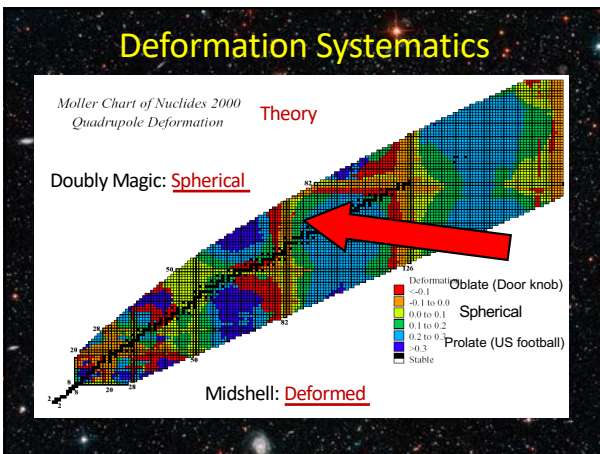 Deformation Systematics
Moller Chart of Nuclides 2000
Quadrupole Deformation
Theory
Doubly Magic: Spherical
82
50
28
20
8
2
2
8
20
28
50
82
126
Deformation
<-0.1
-0.1 to 0.0
0.0 to 0.1
0.1 to 0.2
0.2 to 0.3
>0.3
Stable
Oblate (Door knob)
Spherical
Prolate (US football)
Midshell: Deformed